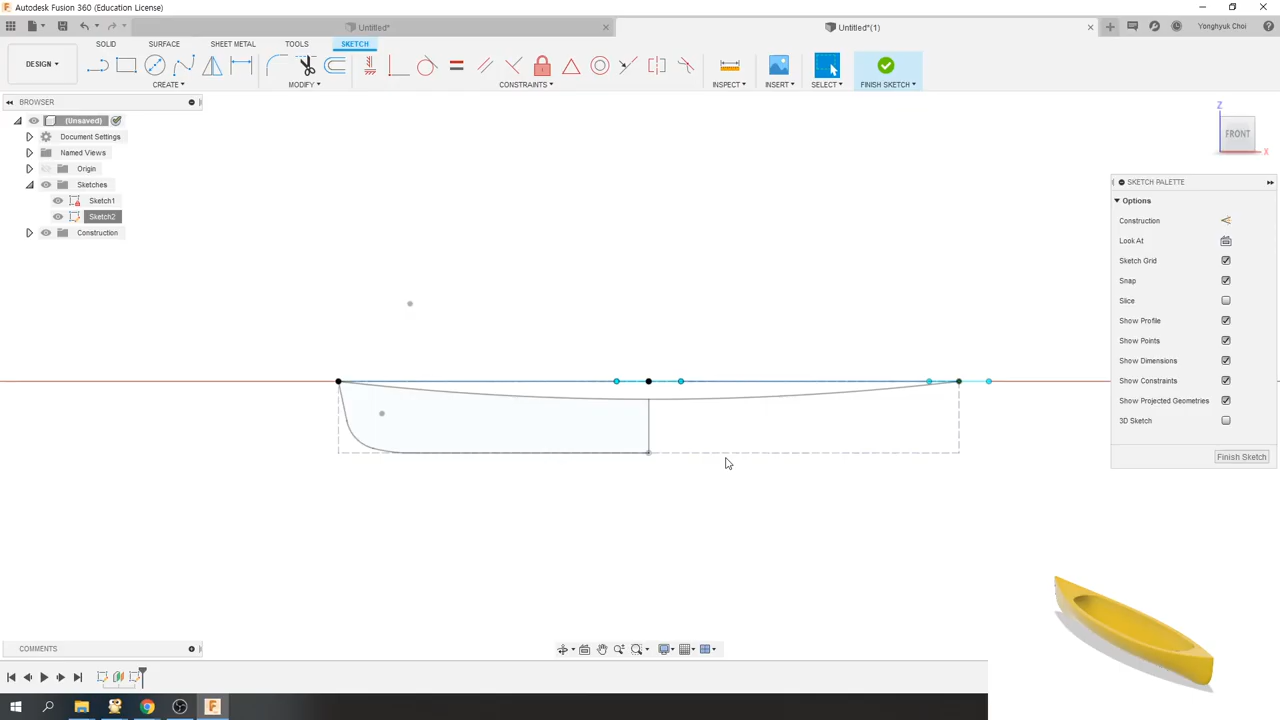 Autodesk Fusion 360 (Education License)
Untitled*
Untitled*(1)
Yonghyuk Choi
DESIGN
SOLID
SURFACE
SHEET METAL
TOOLS
SKETCH
CREATE
MODIFY
CONSTRAINTS
INSPECT
INSERT
SELECT
FINISH SKETCH
BROWSER
(Unsaved)
Document Settings
Named Views
Origin
Sketches
Sketch1
Sketch2
Construction
Z
FRONT
X
SKETCH PALETTE
Options
Construction
Look At
Sketch Grid
Snap
Slice
Show Profile
Show Points
Show Dimensions
Show Constraints
Show Projected Geometries
3D Sketch
Finish Sketch
COMMENTS